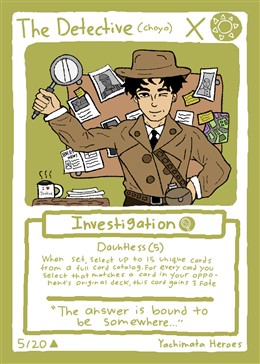 The Detective (choyo) X
I ♥
Investigation
Dauntless (5)
When set, select up to 15 unique cards
from a full card catalog. For every card you
select that matches a card in your oppo-
nent's original deck, this card gains 3 Fate
"The answer is bound to
be somewhere..."
5/20 ▲ Yachimata Heroes